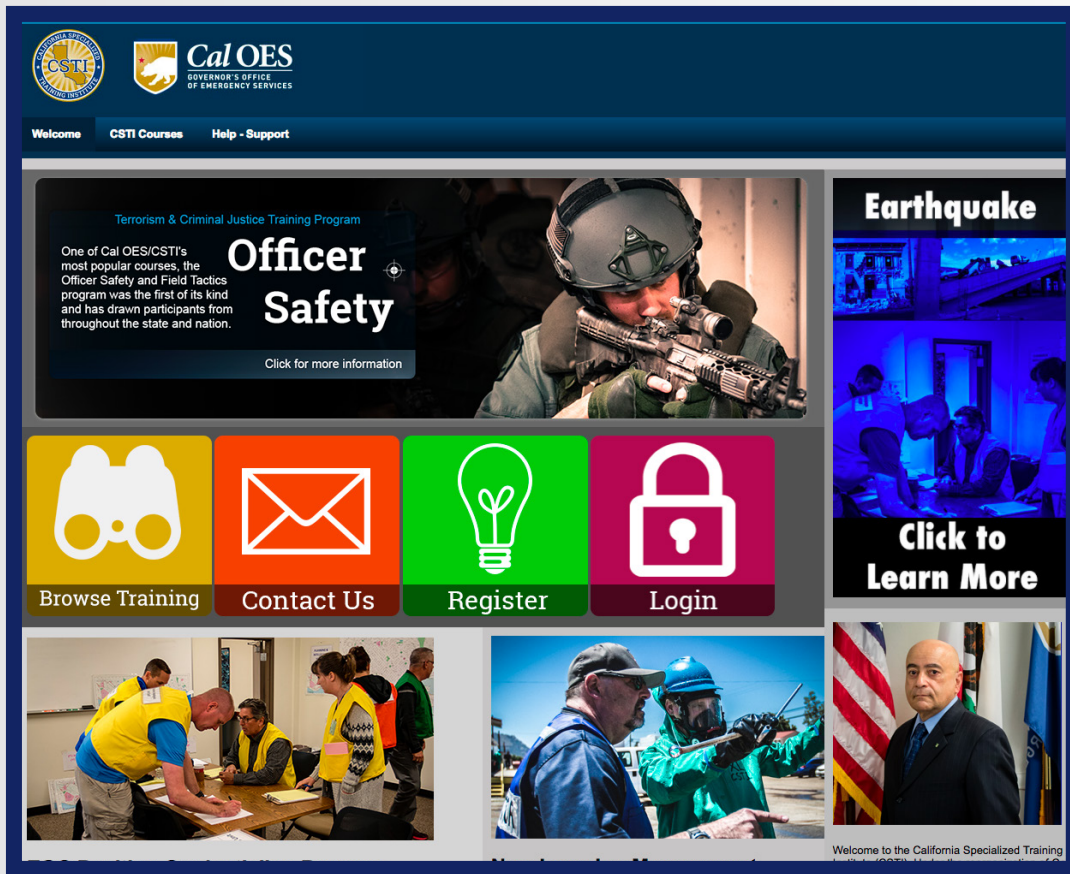 CALIFORNIA SPECIALIZED
CSTI
TRAINING INSTITUTE
Cal OES
GOVERNOR'S OFFICE
OF EMERGENCY SERVICES
Welcome
CSTI Courses
Help - Support
Terrorism & Criminal Justice Training Program
One of Cal OES/CSTI's
most popular courses, the
Officer Safety and Field Tactics
program was the first of its kind
and has drawn participants from
throughout the state and nation.
Officer
Safety
Click for more information
Earthquake
Click to
Learn More
Browse Training
Contact Us
Register
Login
Welcome to the California Specialized Training